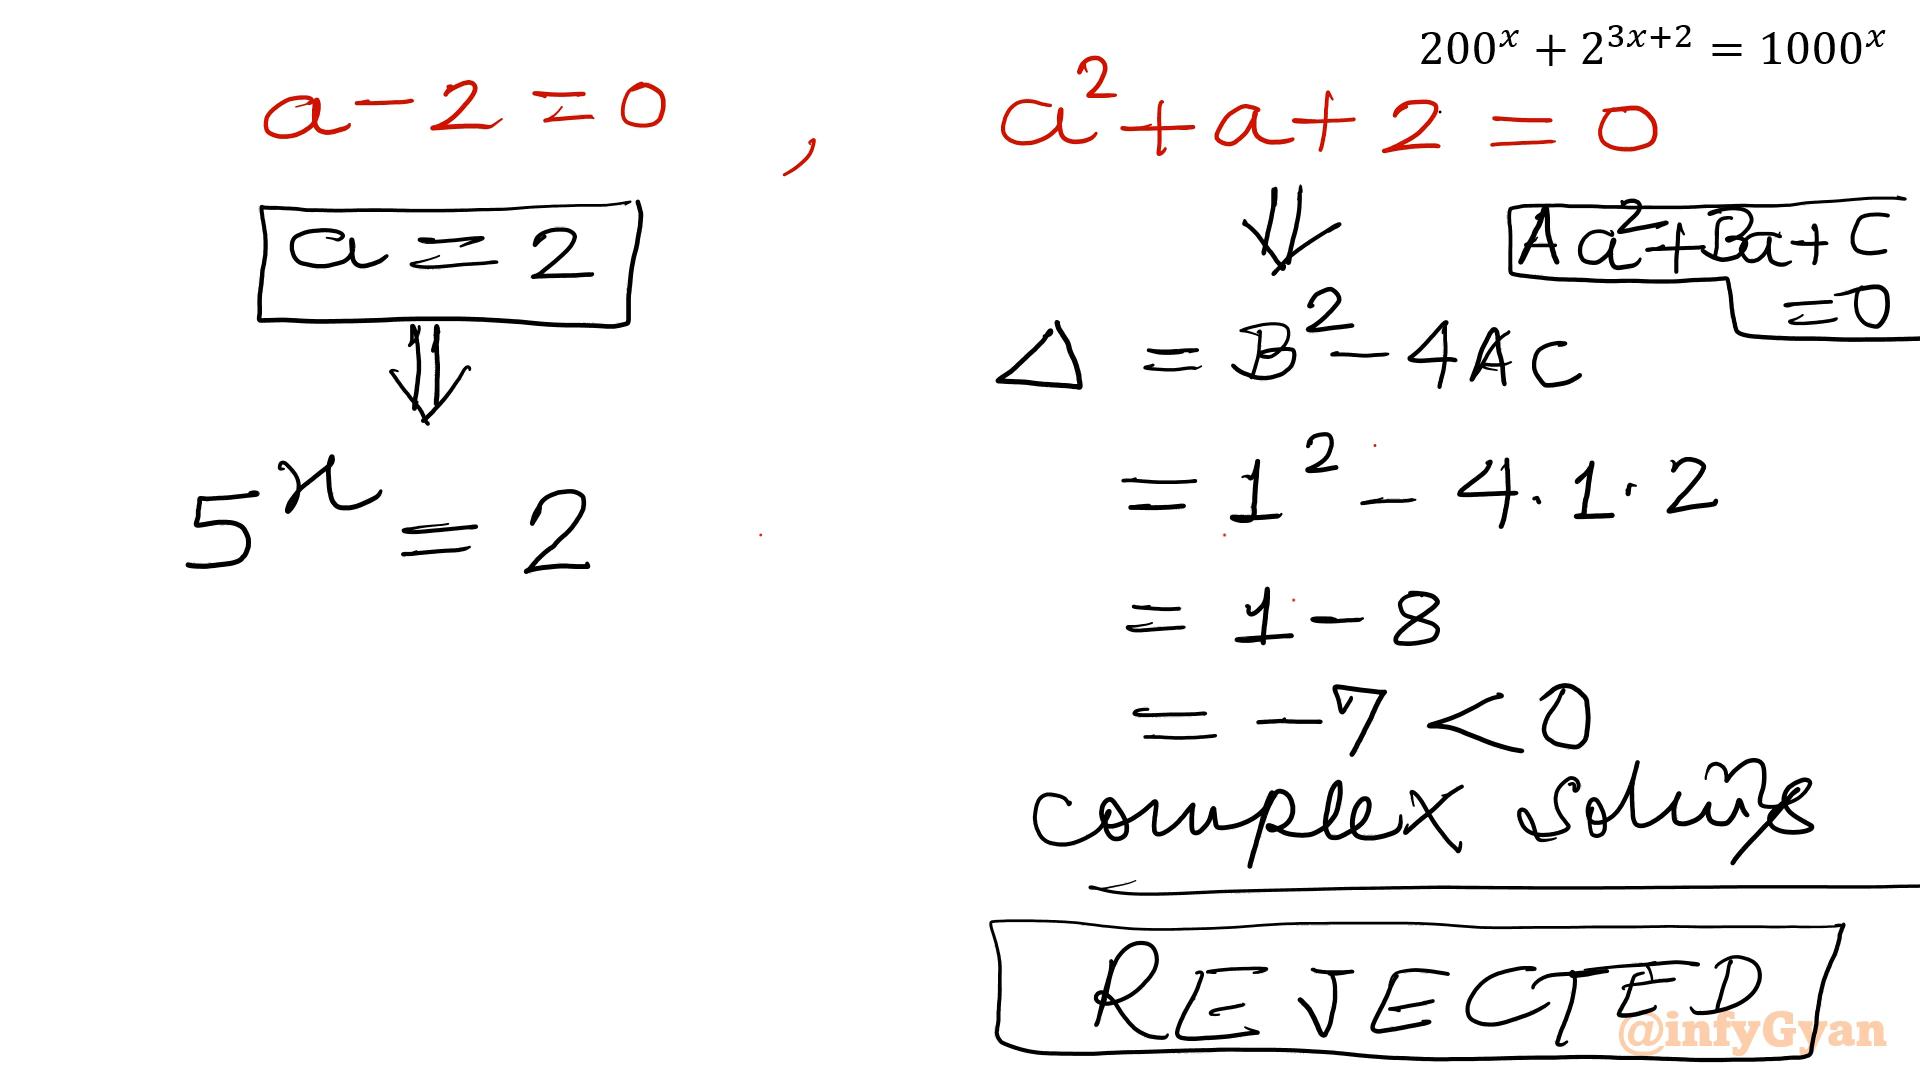 200^x + 2^{3x+2} = 1000^x
a - 2 = 0 , a^2 + a + 2 = 0
a = 2
Aa^2 + Ba + C
= 0
Δ = B^2 - 4AC
5^x = 2
= 1^2 - 4 · 1 · 2
= 1 - 8
= -7 < 0
complex solns
REJECTED
@infyGyan